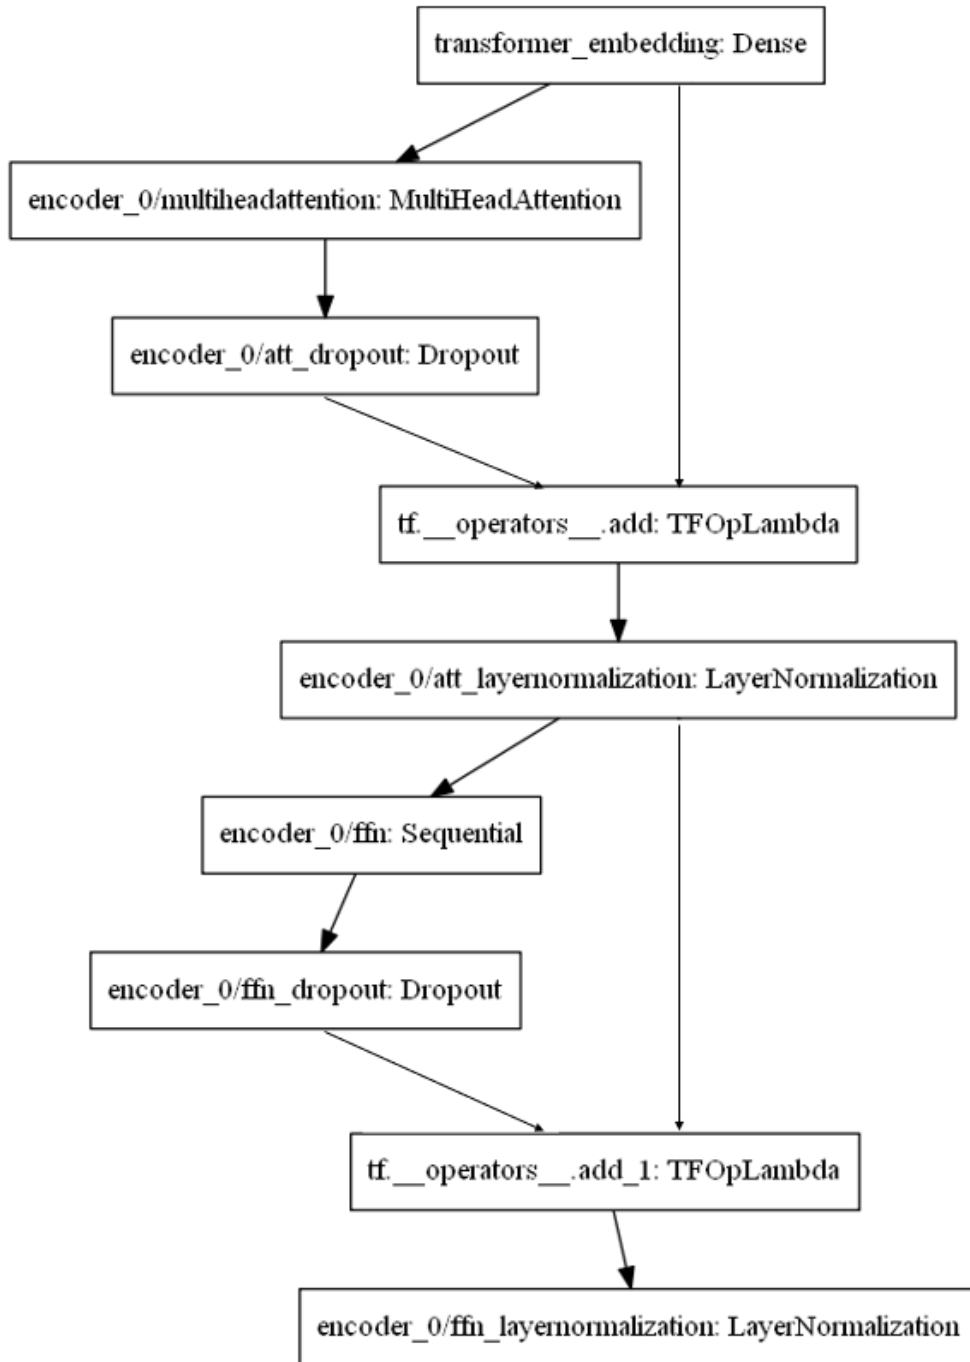 transformer_embedding: Dense
encoder_0/multiheadattention: MultiHeadAttention
encoder_0/att_dropout: Dropout
tf.__operators__.add: TFOpLambda
encoder_0/att_layernormalization: LayerNormalization
encoder_0/ffn: Sequential
encoder_0/ffn_dropout: Dropout
tf.__operators__.add_1: TFOpLambda
encoder_0/ffn_layernormalization: LayerNormalization